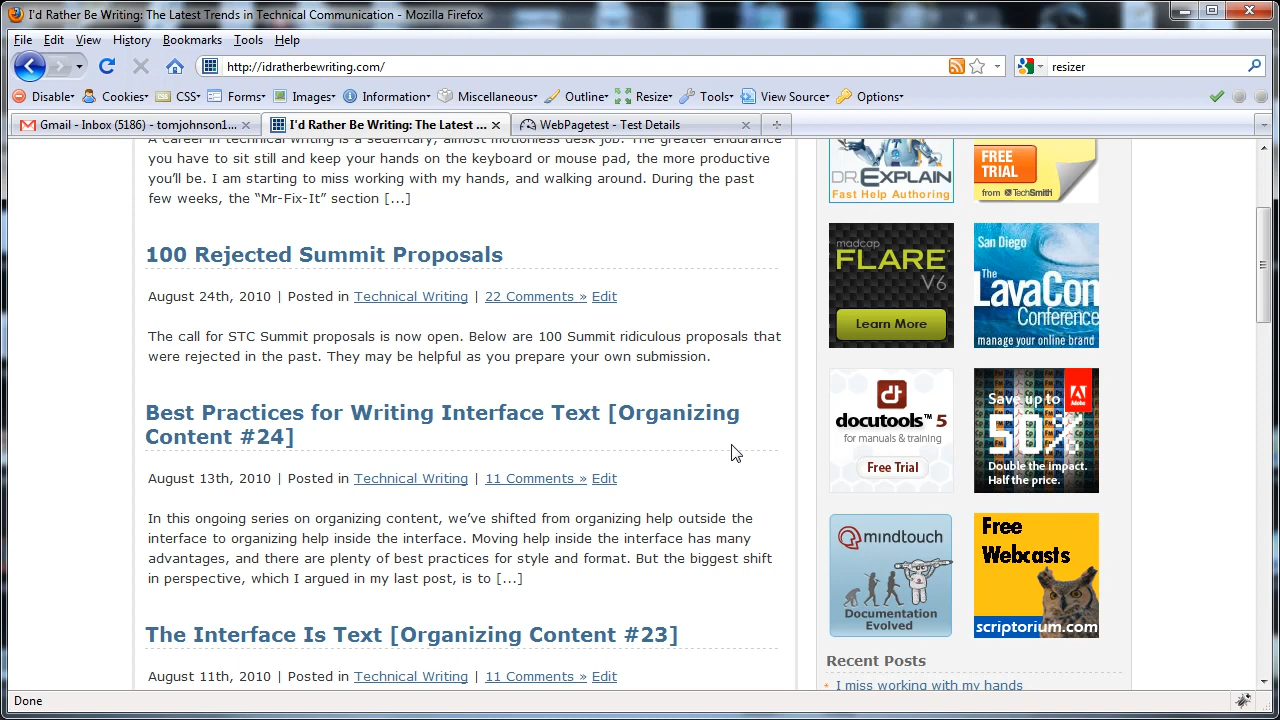 I'd Rather Be Writing: The Latest Trends in Technical Communication - Mozilla Firefox
File Edit View History Bookmarks Tools Help
http://idratherbewriting.com/
resizer
Disable Cookies CSS Forms Images Information Miscellaneous Outline Resize Tools View Source Options
Gmail - Inbox (5186) - tomjohnson1...
I'd Rather Be Writing: The Latest ...
WebPagetest - Test Details
A career in technical writing is a sedentary, almost motionless desk job. The greater endurance
you have to sit still and keep your hands on the keyboard or mouse pad, the more productive
you'll be. I am starting to miss working with my hands, and walking around. During the past
few weeks, the “Mr-Fix-It” section [...]
100 Rejected Summit Proposals
August 24th, 2010 | Posted in Technical Writing | 22 Comments » Edit
The call for STC Summit proposals is now open. Below are 100 Summit ridiculous proposals that
were rejected in the past. They may be helpful as you prepare your own submission.
Best Practices for Writing Interface Text [Organizing
Content #24]
August 13th, 2010 | Posted in Technical Writing | 11 Comments » Edit
In this ongoing series on organizing content, we've shifted from organizing help outside the
interface to organizing help inside the interface. Moving help inside the interface has many
advantages, and there are plenty of best practices for style and format. But the biggest shift
in perspective, which I argued in my last post, is to [...]
The Interface Is Text [Organizing Content #23]
August 11th, 2010 | Posted in Technical Writing | 11 Comments » Edit
DR.EXPLAIN
Fast Help Authoring
FREE
TRIAL
from TechSmith
madcap
FLARE
V6
Learn More
San Diego
The
LavaCon
Conference
manage your online brand
docutools™ 5
for manuals & training
Free Trial
Adobe
Save up to
50%
Double the impact.
Half the price.
mindtouch
Documentation
Evolved
Free
Webcasts
scriptorium.com
Recent Posts
I miss working with my hands
Done